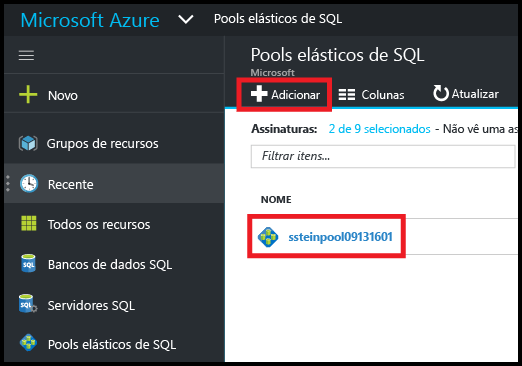 Microsoft Azure Pools elásticos de SQL
Novo
Grupos de recursos
Recente
Todos os recursos
SQL Bancos de dados SQL
SQL Servidores SQL
Pools elásticos de SQL
Pools elásticos de SQL
Microsoft
Adicionar Colunas Atualizar
Assinaturas: 2 de 9 selecionados - Não vê uma as
Filtrar itens...
NOME
ssteinpool09131601